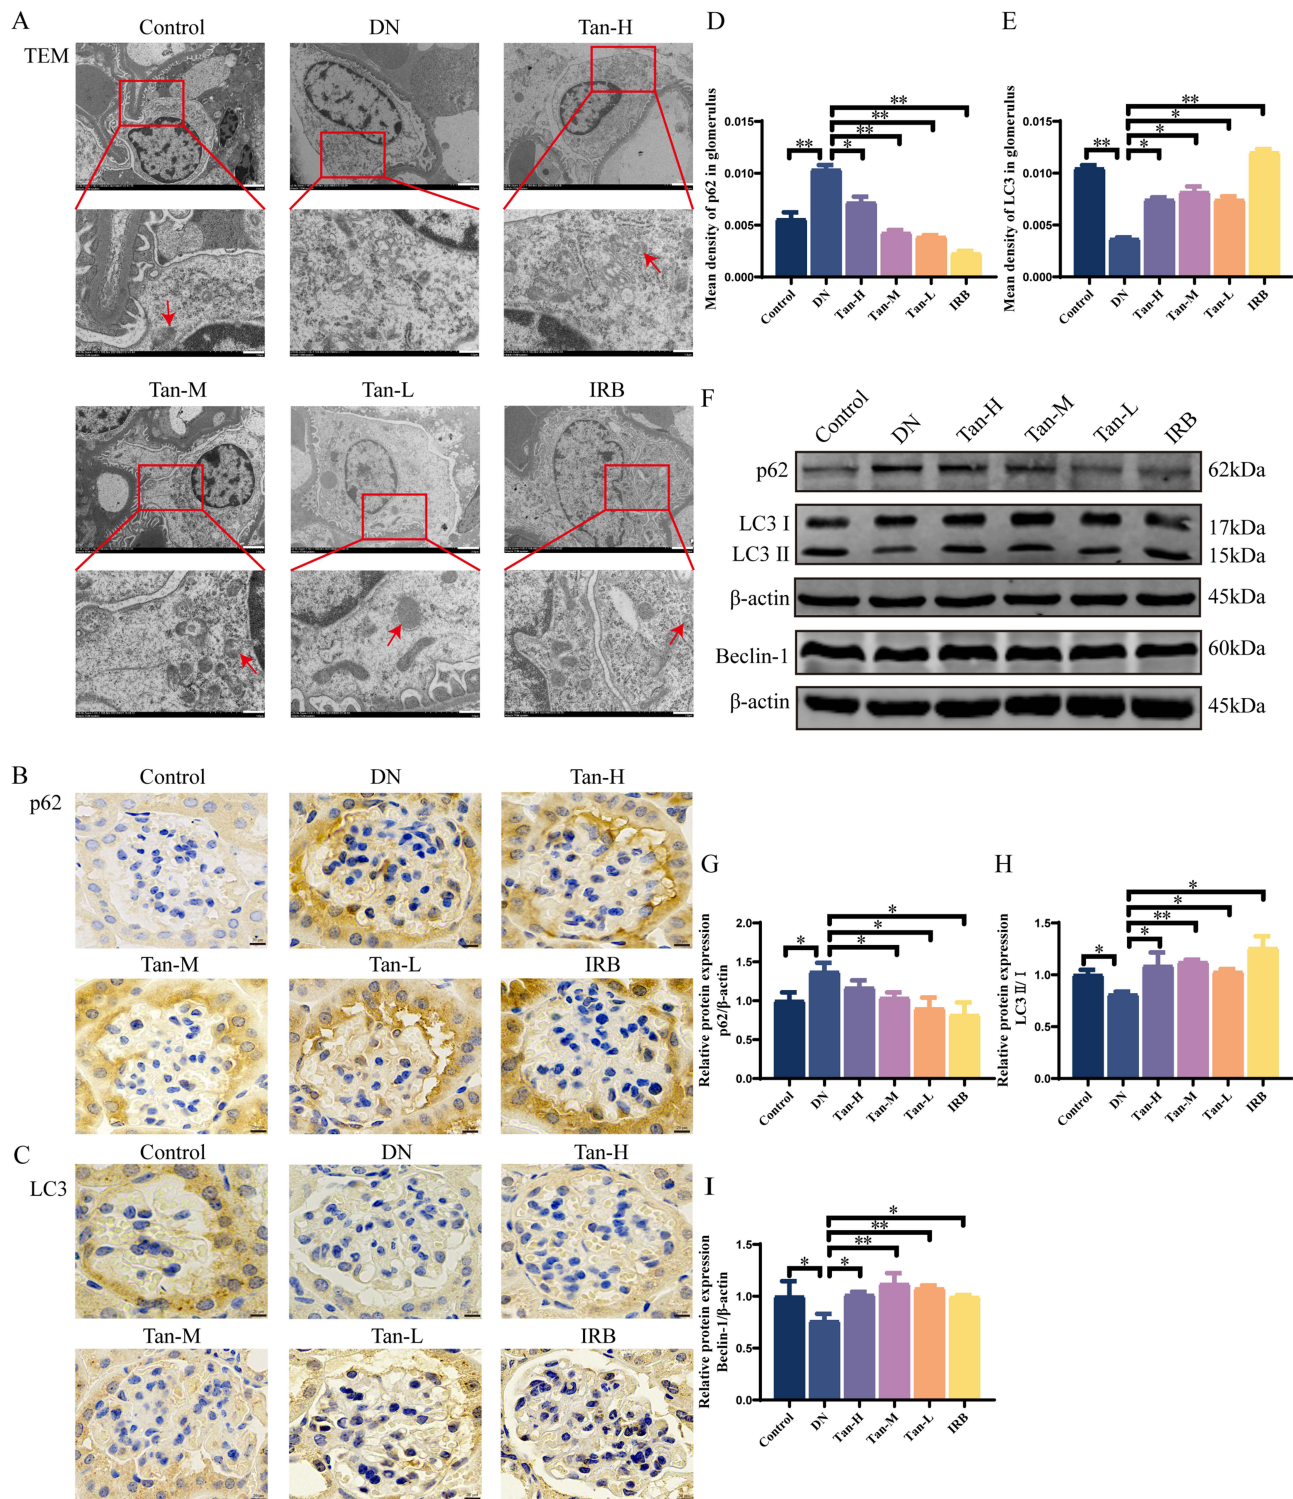 A
Control
DN
Tan-H
TEM
Tan-M
Tan-L
IRB
B
Control
DN
Tan-H
p62
Tan-M
Tan-L
IRB
C
Control
DN
Tan-H
LC3
Tan-M
Tan-L
IRB
D
Mean density of p62 in glomerulus
0.015
0.010
0.005
0.000
** * ** ** **
Control
DN
Tan-H
Tan-M
Tan-L
IRB
E
Mean density of LC3 in glomerulus
0.015
0.010
0.005
0.000
** * * * **
Control
DN
Tan-H
Tan-M
Tan-L
IRB
F
Control
DN
Tan-H
Tan-M
Tan-L
IRB
p62
62kDa
LC3 I
17kDa
LC3 II
15kDa
β-actin
45kDa
Beclin-1
60kDa
β-actin
45kDa
G
Relative protein expression
p62/β-actin
2.0
1.5
1.0
0.5
0.0
* * * *
Control
DN
Tan-H
Tan-M
Tan-L
IRB
H
Relative protein expression
LC3 II/ I
1.5
1.0
0.5
0.0
* * ** * *
Control
DN
Tan-H
Tan-M
Tan-L
IRB
I
Relative protein expression
Beclin-1/β-actin
1.5
1.0
0.5
0.0
* * ** ** *
Control
DN
Tan-H
Tan-M
Tan-L
IRB